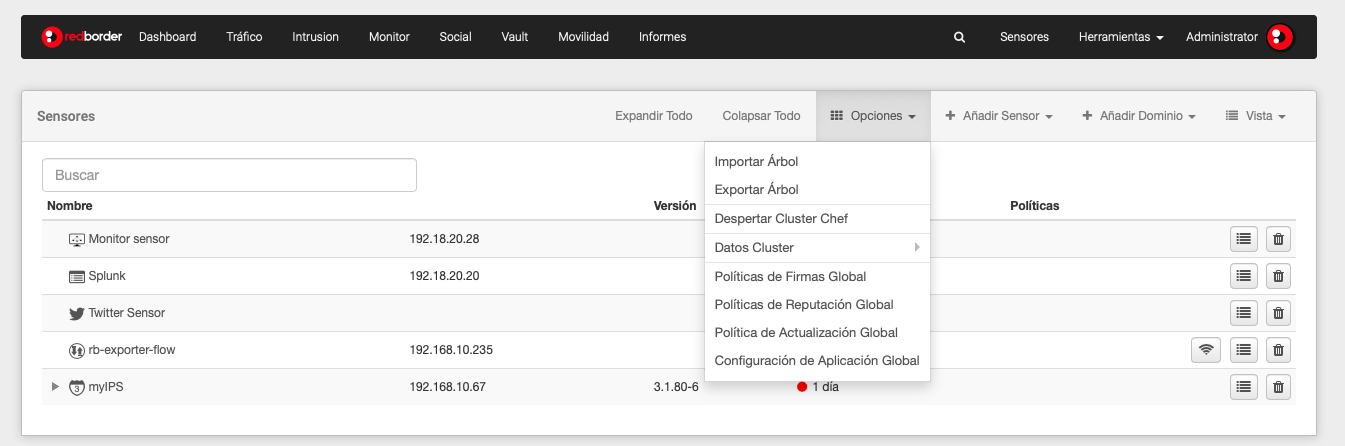 redborder Dashboard Tráfico Intrusion Monitor Social Vault Movilidad Informes Sensores Herramientas Administrator
Sensores Expandir Todo Colapsar Todo Opciones Añadir Sensor Añadir Dominio Vista
Importar Árbol
Exportar Árbol
Despertar Cluster Chef
Datos Cluster
Políticas de Firmas Global
Políticas de Reputación Global
Política de Actualización Global
Configuración de Aplicación Global
Buscar
Nombre Versión Políticas
Monitor sensor 192.18.20.28
Splunk 192.18.20.20
Twitter Sensor
rb-exporter-flow 192.168.10.235
3 myIPS 192.168.10.67 3.1.80-6 1 día